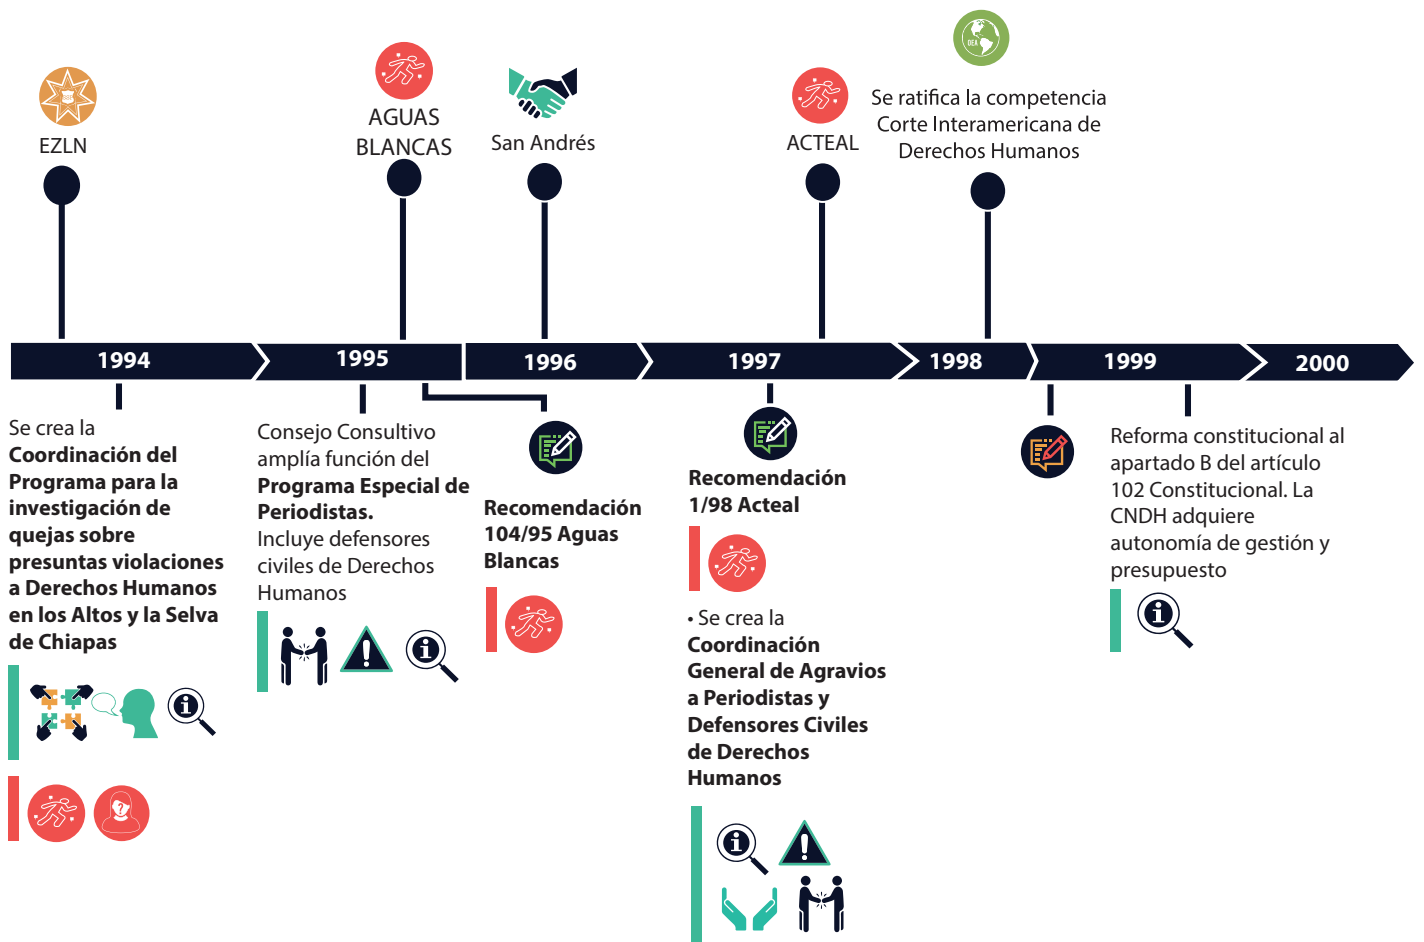 EZLN
AGUAS
BLANCAS
San Andrés
ACTEAL
OEA
Se ratifica la competencia
Corte Interamericana de
Derechos Humanos
1994
1995
1996
1997
1998
1999
2000
Se crea la
Coordinación del
Programa para la
investigación de
quejas sobre
presuntas violaciones
a Derechos Humanos
en los Altos y la Selva
de Chiapas
Consejo Consultivo
amplía función del
Programa Especial de
Periodistas.
Incluye defensores
civiles de Derechos
Humanos
Recomendación
104/95 Aguas
Blancas
Recomendación
1/98 Acteal
• Se crea la
Coordinación
General de Agravios
a Periodistas y
Defensores Civiles
de Derechos
Humanos
Reforma constitucional al
apartado B del artículo
102 Constitucional. La
CNDH adquiere
autonomía de gestión y
presupuesto